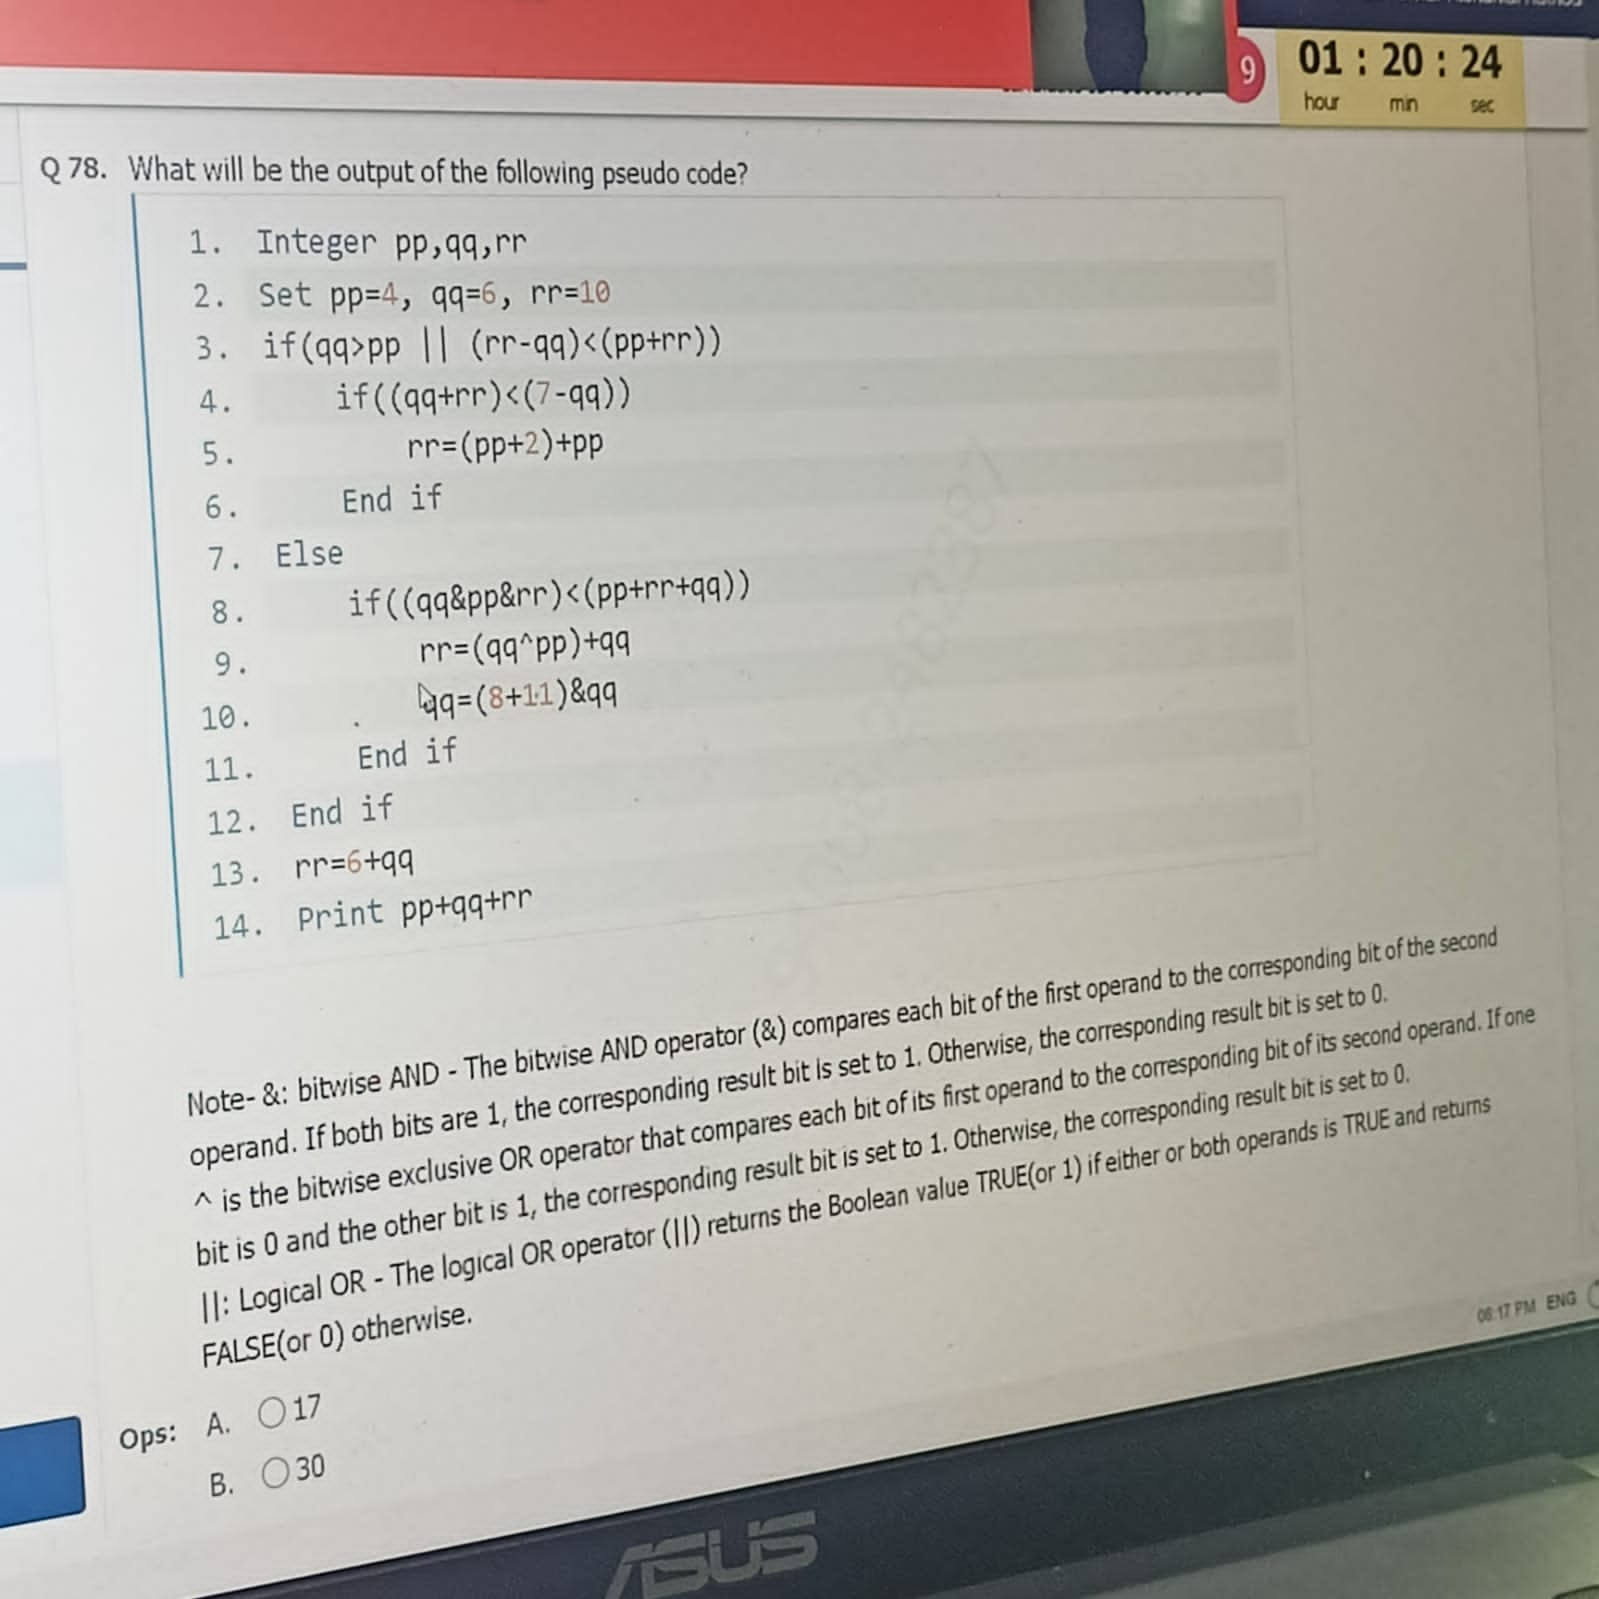 9
01 : 20 : 24
hour min sec
Q 78. What will be the output of the following pseudo code?
1. Integer pp,qq,rr
2. Set pp=4, qq=6, rr=10
3. if(qq>pp || (rr-qq)<(pp+rr))
4. if((qq+rr)<(7-qq))
5. rr=(pp+2)+pp
6. End if
7. Else
8. if((qq&pp&rr)<(pp+rr+qq))
9. rr=(qq^pp)+qq
10. qq=(8+11)&qq
11. End if
12. End if
13. rr=6+qq
14. Print pp+qq+rr
Note- &: bitwise AND - The bitwise AND operator (&) compares each bit of the first operand to the corresponding bit of the second
operand. If both bits are 1, the corresponding result bit is set to 1. Otherwise, the corresponding result bit is set to 0.
^ is the bitwise exclusive OR operator that compares each bit of its first operand to the corresponding bit of its second operand. If one
bit is 0 and the other bit is 1, the corresponding result bit is set to 1. Otherwise, the corresponding result bit is set to 0.
||: Logical OR - The logical OR operator (||) returns the Boolean value TRUE(or 1) if either or both operands is TRUE and returns
FALSE(or 0) otherwise.
06:17 PM ENG
Ops: A. 17
B. 30
ASUS